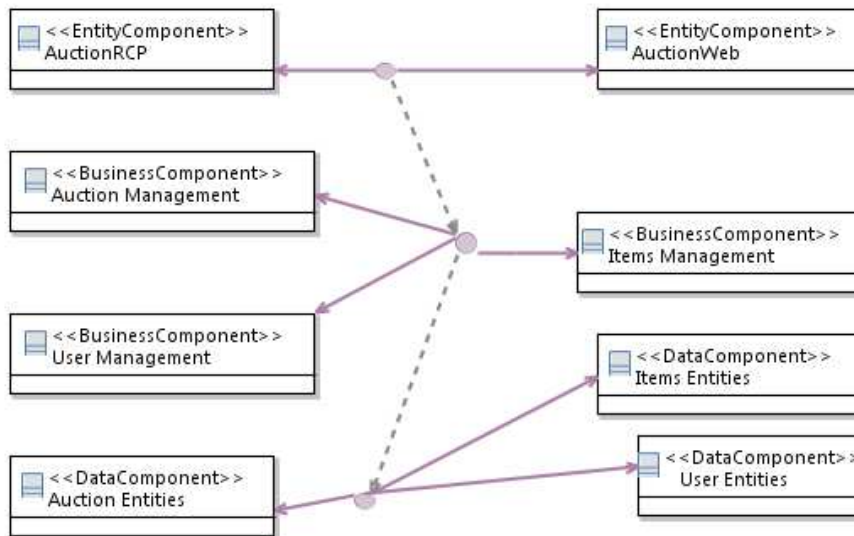 <<EntityComponent>>
AuctionRCP
<<EntityComponent>>
AuctionWeb
<<BusinessComponent>>
Auction Management
<<BusinessComponent>>
Items Management
<<BusinessComponent>>
User Management
<<DataComponent>>
Items Entities
<<DataComponent>>
Auction Entities
<<DataComponent>>
User Entities